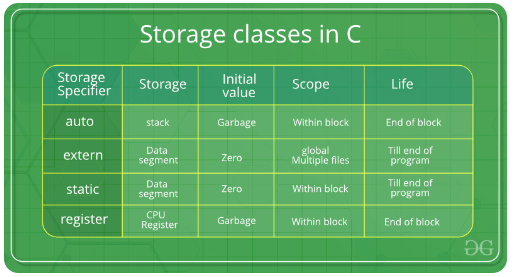 Storage classes in C
Storage Specifier Storage Initial value Scope Life
auto stack Garbage Within block End of block
extern Data segment Zero global Multiple files Till end of program
static Data segment Zero Within block Till end of program
register CPU Register Garbage Within block End of block